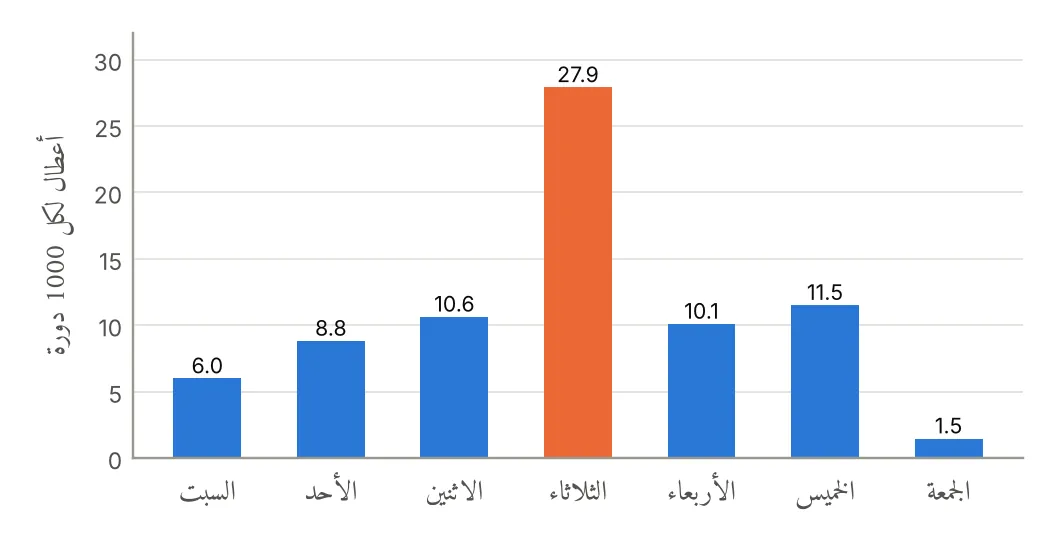 أعطال لكل 1000 دورة
30
25
20
15
10
5
0
6.0
8.8
10.6
27.9
10.1
11.5
1.5
السبت
الأحد
الاثنين
الثلاثاء
الأربعاء
الخميس
الجمعة